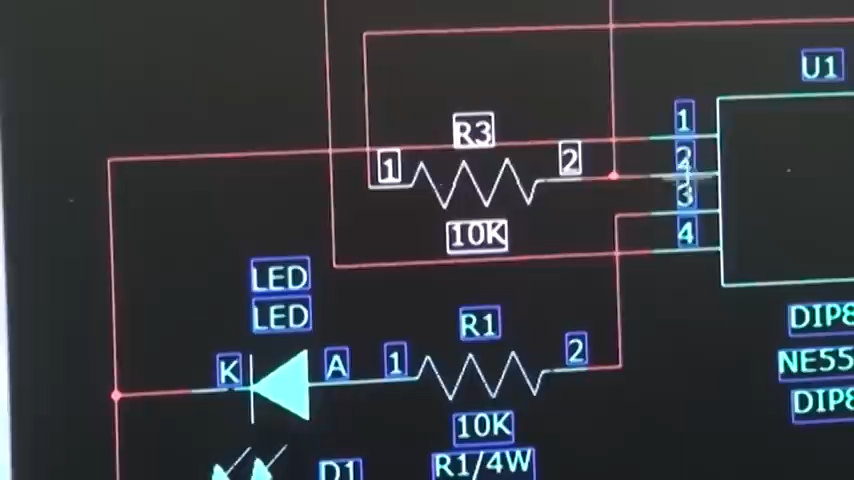 U1
1
R3
1
2
2
3
10K
4
LED
LED
R1
K
A
1
2
DIP8
NE55
10K
DIP8
R1/4W
D1